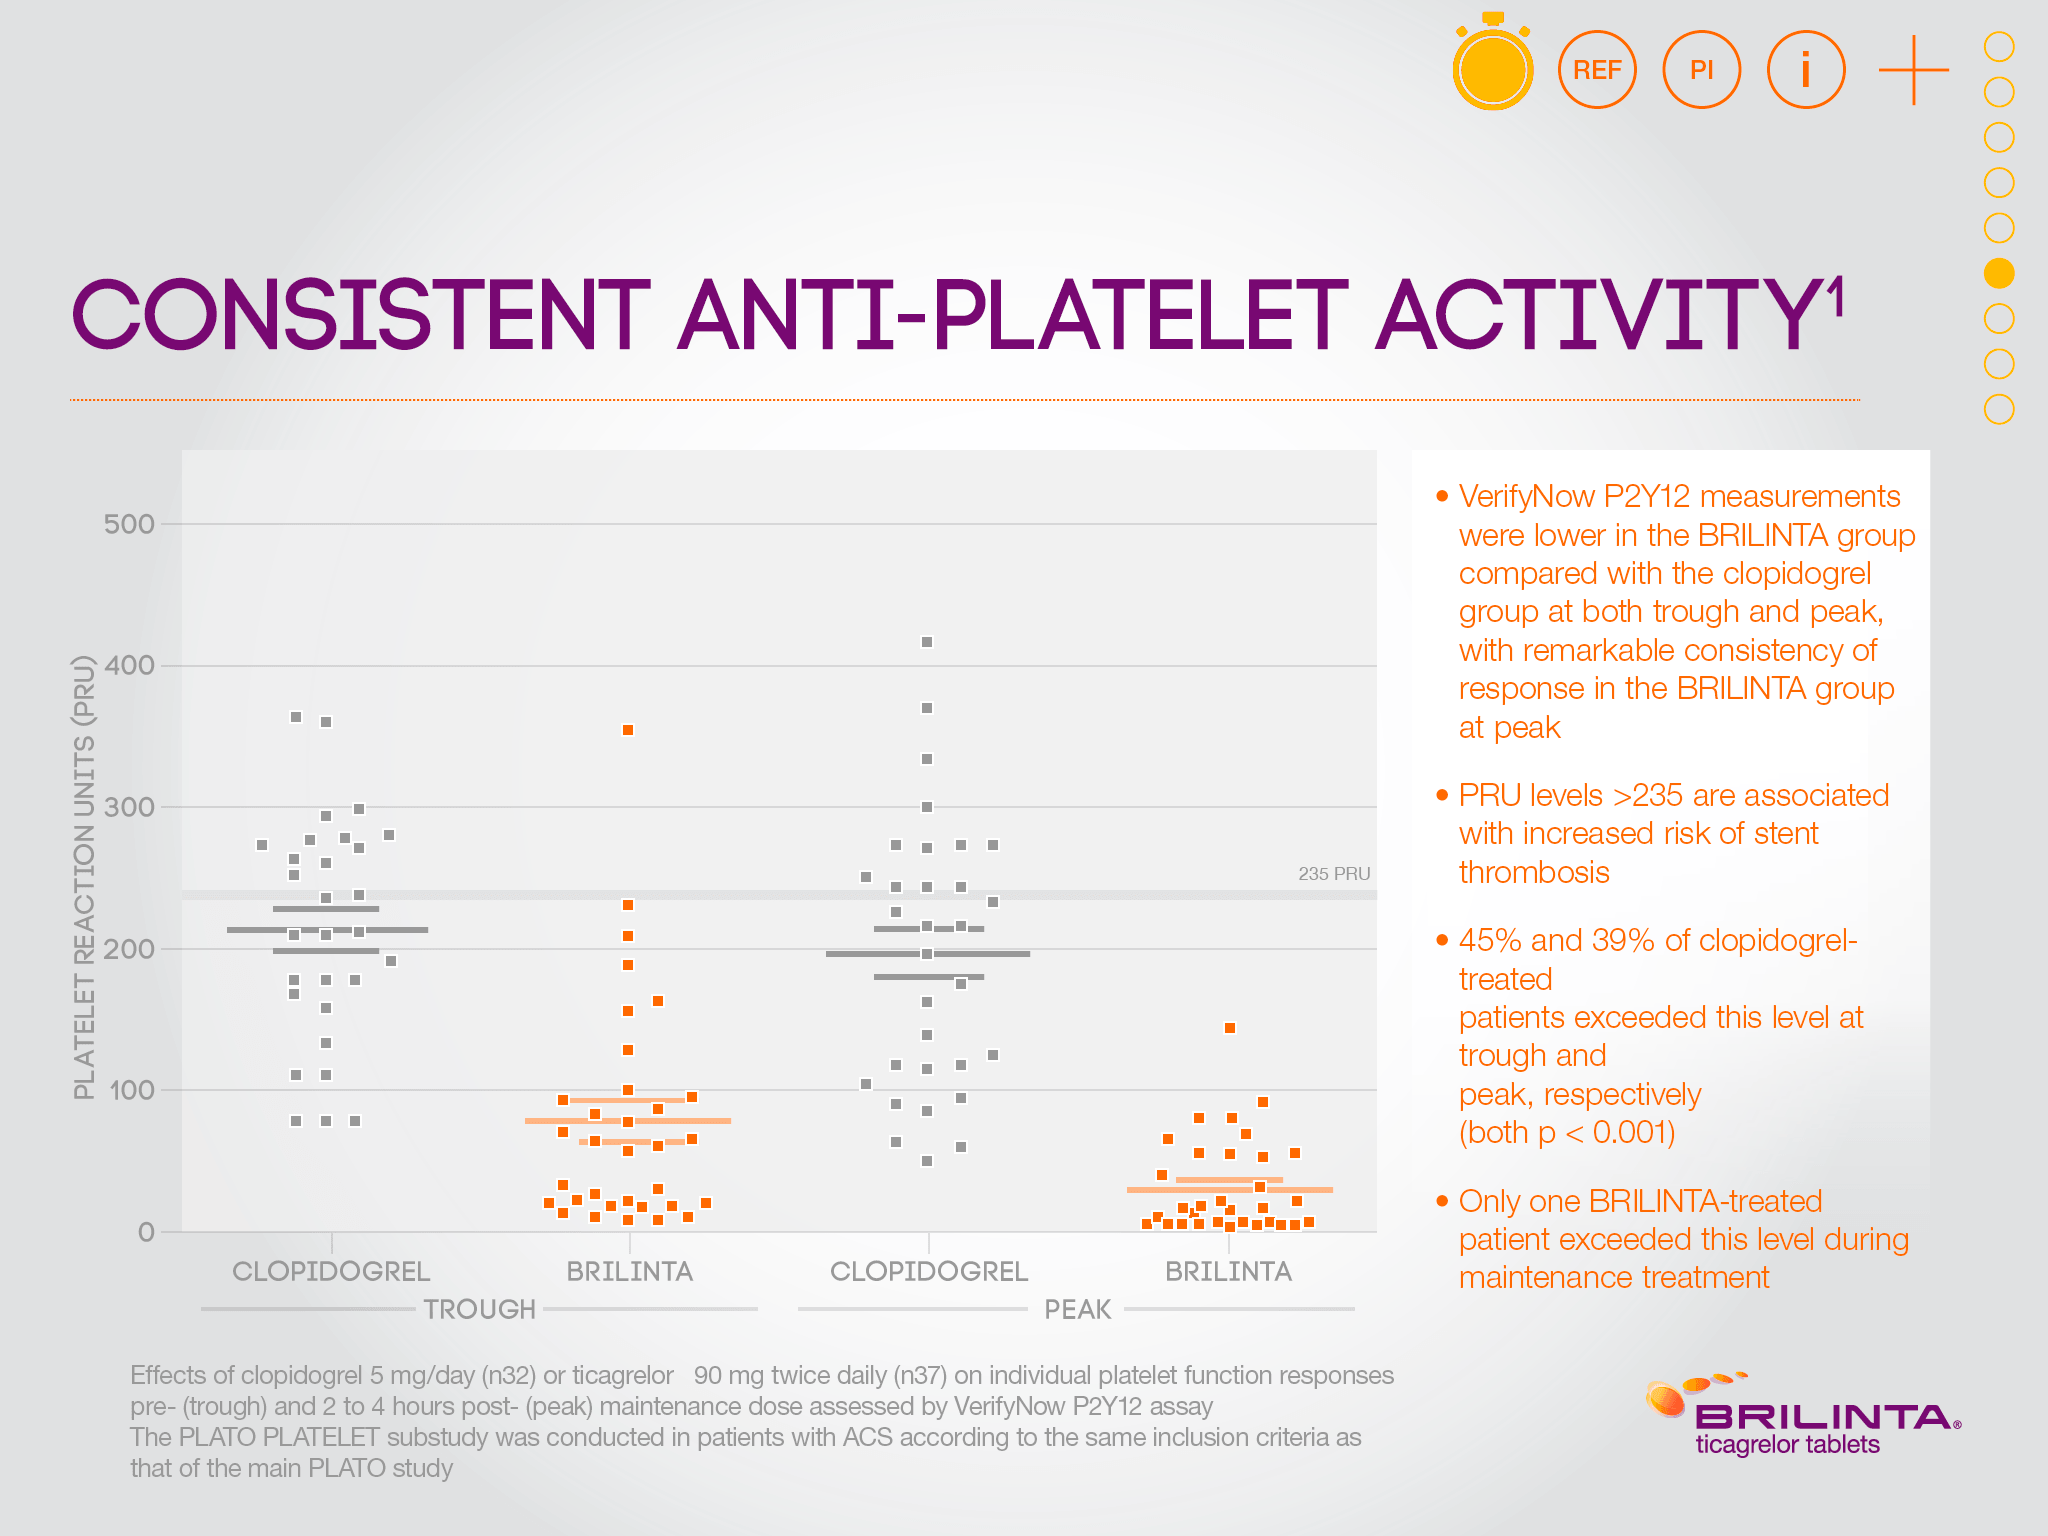 REF
PI
i
CONSISTENT ANTI-PLATELET ACTIVITY¹
PLATELET REACTION UNITS (PRU)
500
400
300
200
100
0
235 PRU
CLOPIDOGREL
BRILINTA
CLOPIDOGREL
BRILINTA
TROUGH
PEAK
• VerifyNow P2Y12 measurements
were lower in the BRILINTA group
compared with the clopidogrel
group at both trough and peak,
with remarkable consistency of
response in the BRILINTA group
at peak
• PRU levels >235 are associated
with increased risk of stent
thrombosis
• 45% and 39% of clopidogrel-
treated
patients exceeded this level at
trough and
peak, respectively
(both p < 0.001)
• Only one BRILINTA-treated
patient exceeded this level during
maintenance treatment
Effects of clopidogrel 5 mg/day (n32) or ticagrelor 90 mg twice daily (n37) on individual platelet function responses
pre- (trough) and 2 to 4 hours post- (peak) maintenance dose assessed by VerifyNow P2Y12 assay
The PLATO PLATELET substudy was conducted in patients with ACS according to the same inclusion criteria as
that of the main PLATO study
BRILINTA®
ticagrelor tablets